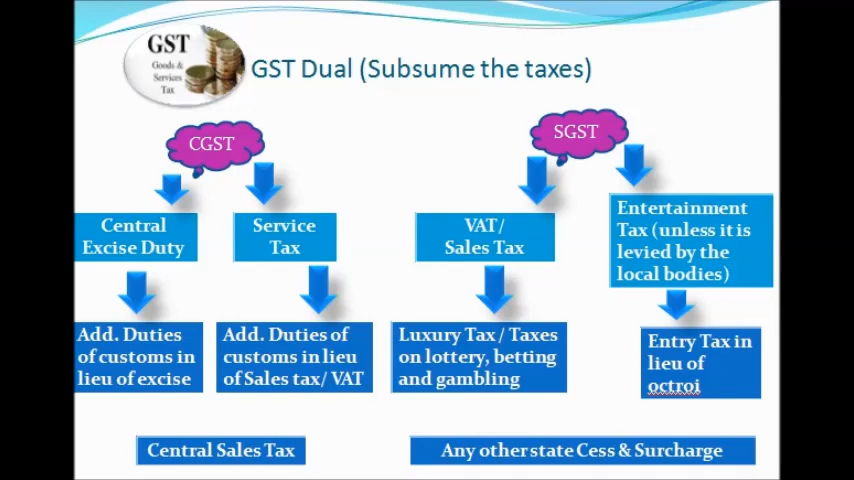 GST
Goods &
Services
Tax
GST Dual (Subsume the taxes)
CGST
SGST
Central
Excise Duty
Service
Tax
VAT/
Sales Tax
Entertainment
Tax (unless it is
levied by the
local bodies)
Add. Duties
of customs in
lieu of excise
Add. Duties of
customs in lieu
of Sales tax/ VAT
Luxury Tax / Taxes
on lottery, betting
and gambling
Entry Tax in
lieu of
octroi
Central Sales Tax
Any other state Cess & Surcharge